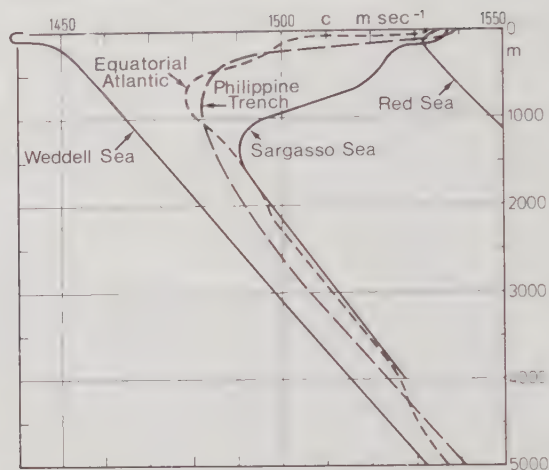 1450 1500 c m sec⁻¹ 1550
0
m
Equatorial
Atlantic
Philippine
Trench
Red Sea
1000
Weddell Sea
Sargasso Sea
2000
3000
4000
5000